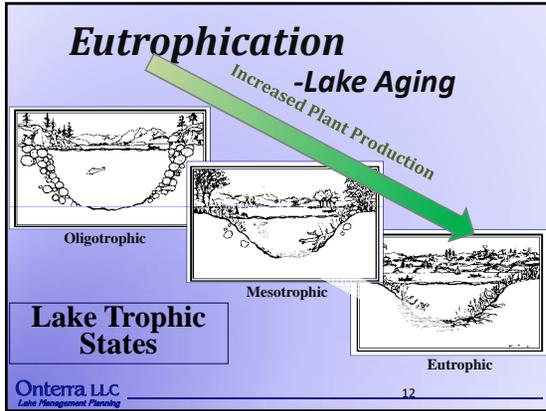 Eutrophication
-Lake Aging
Increased Plant Production
Oligotrophic
Mesotrophic
Eutrophic
Lake Trophic
States
Onterra LLC
Lake Management Planning
12